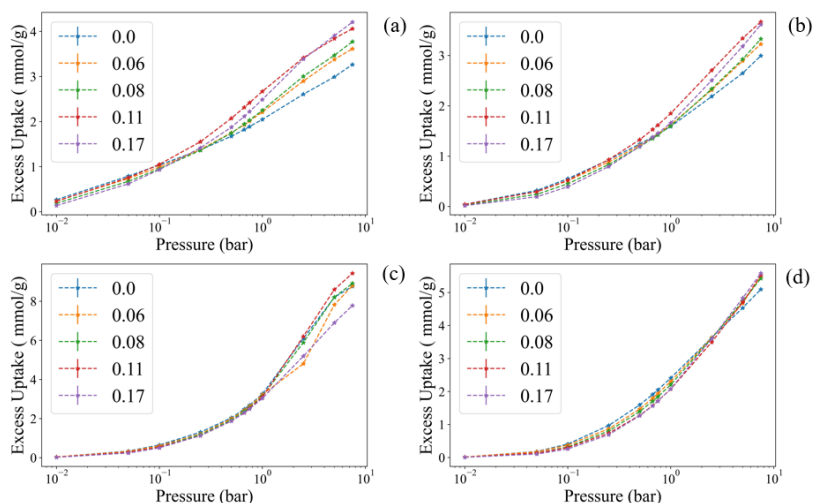 (a)
0.0
0.06
0.08
0.11
0.17
Excess Uptake ( mmol/g)
4
3
2
1
0
10⁻² 10⁻¹ 10⁰ 10¹
Pressure (bar)
(b)
0.0
0.06
0.08
0.11
0.17
Excess Uptake ( mmol/g)
3
2
1
0
10⁻² 10⁻¹ 10⁰ 10¹
Pressure (bar)
(c)
0.0
0.06
0.08
0.11
0.17
Excess Uptake ( mmol/g)
8
6
4
2
0
10⁻² 10⁻¹ 10⁰ 10¹
Pressure (bar)
(d)
0.0
0.06
0.08
0.11
0.17
Excess Uptake ( mmol/g)
5
4
3
2
1
0
10⁻² 10⁻¹ 10⁰ 10¹
Pressure (bar)